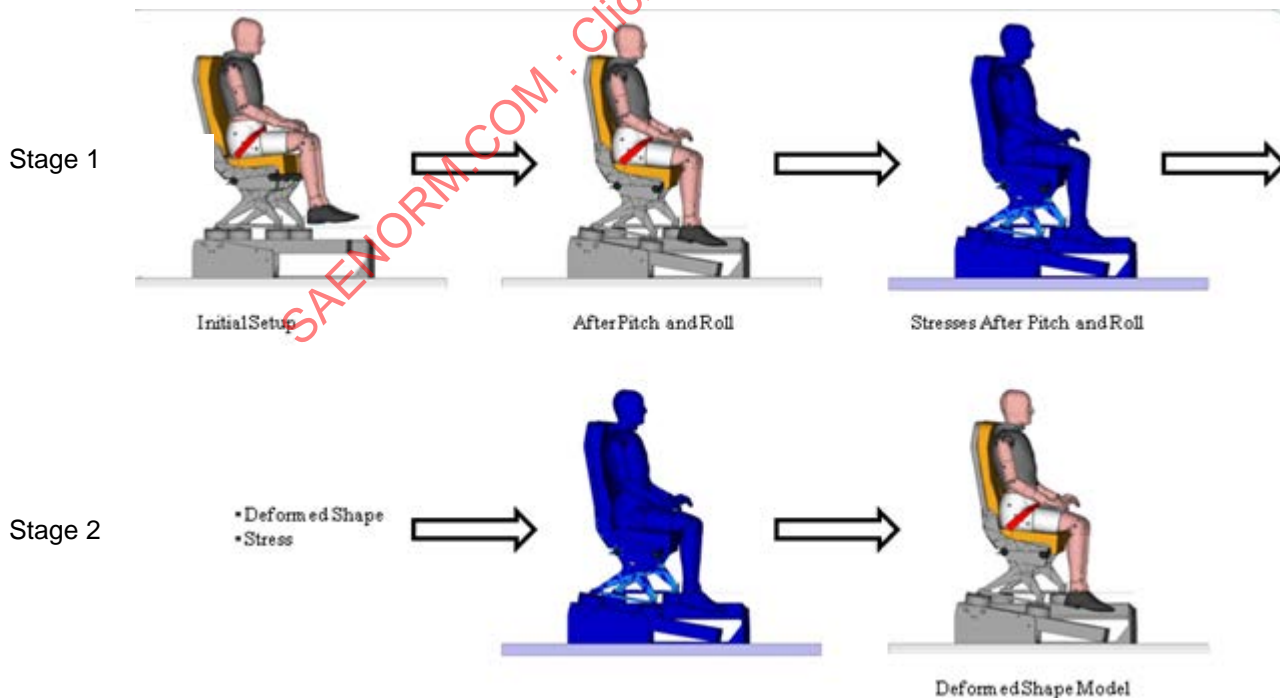 Stage 1
SAENORM.COM : Clic
Initial Setup
After Pitch and Roll
Stresses After Pitch and Roll
Stage 2
▪ Deformed Shape
▪ Stress
Deformed Shape Model